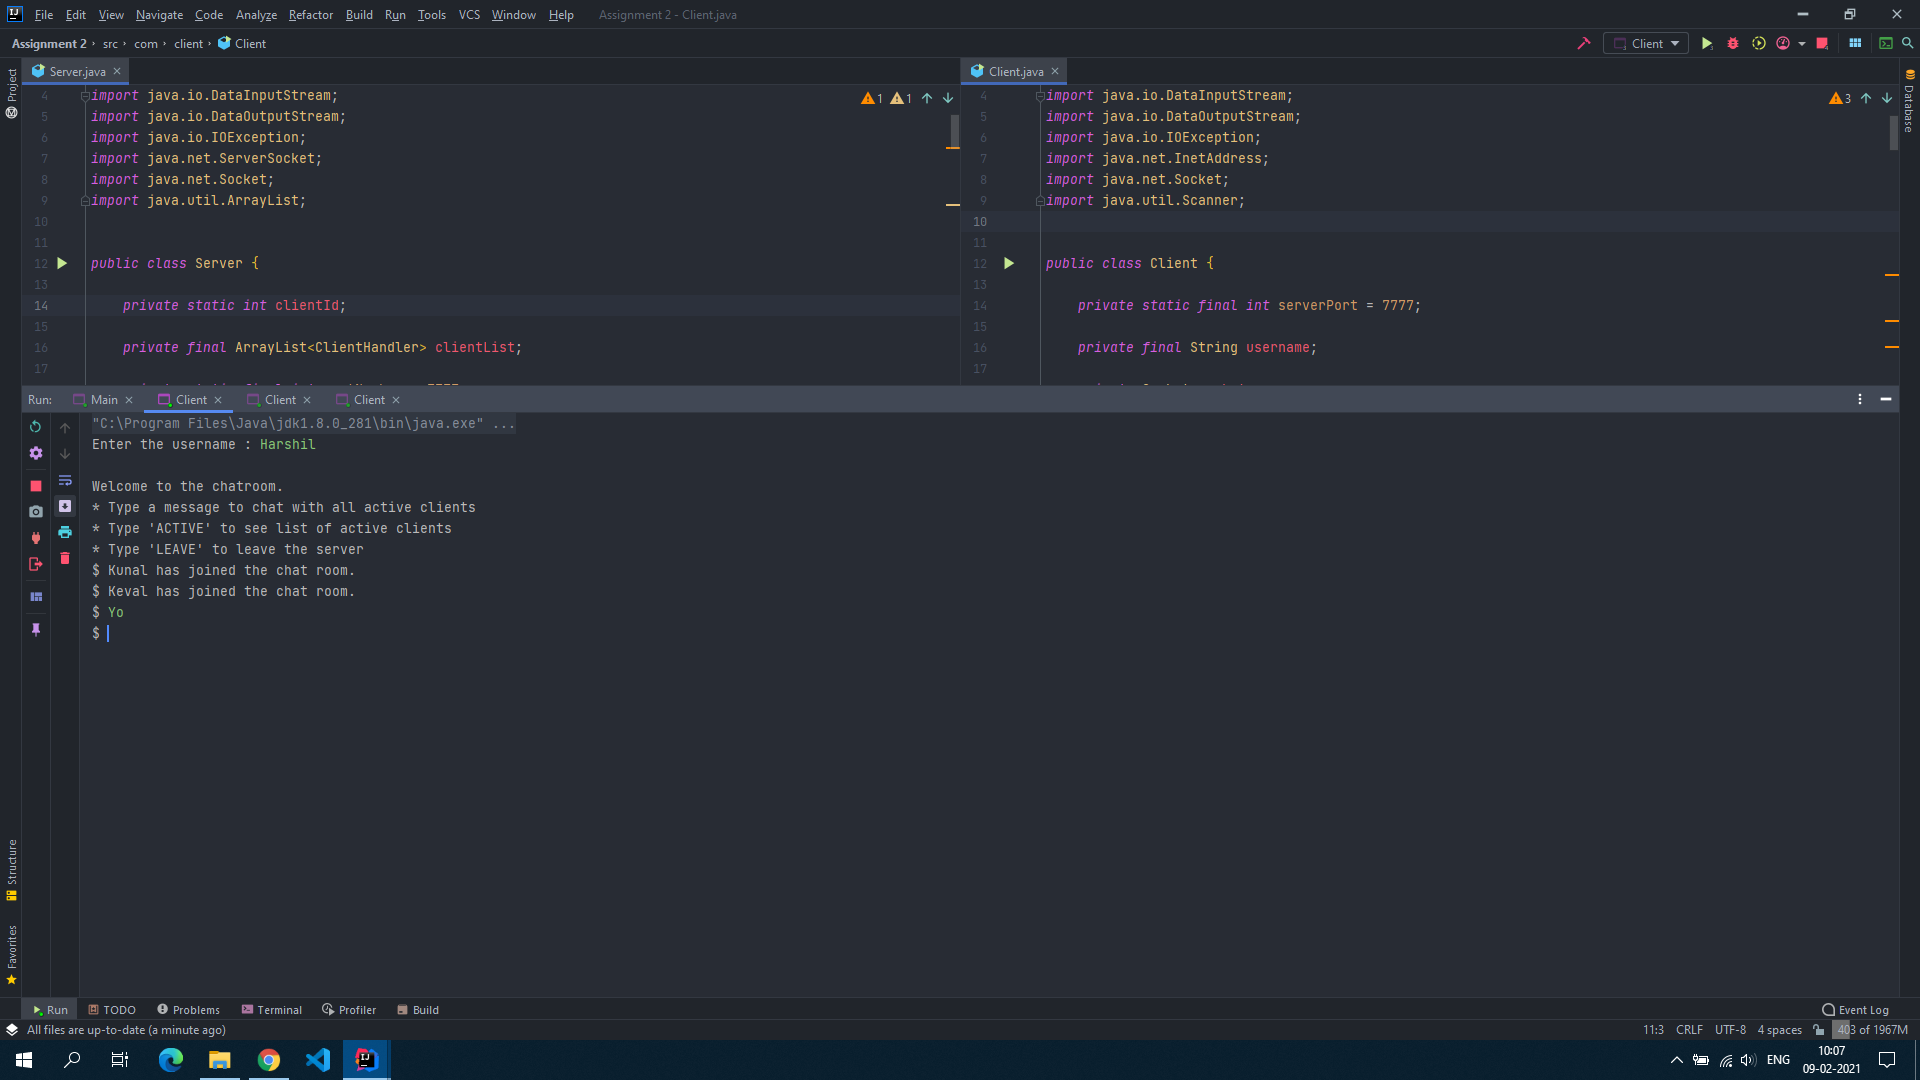 File Edit View Navigate Code Analyze Refactor Build Run Tools VCS Window Help Assignment 2 - Client.java
Assignment 2 src com client Client
Client
Project
Server.java
4 import java.io.DataInputStream;
5 import java.io.DataOutputStream;
6 import java.io.IOException;
7 import java.net.ServerSocket;
8 import java.net.Socket;
9 import java.util.ArrayList;
10
11
12 public class Server {
13
14 private static int clientId;
15
16 private final ArrayList<ClientHandler> clientList;
17
1 1
Client.java
4 import java.io.DataInputStream;
5 import java.io.DataOutputStream;
6 import java.io.IOException;
7 import java.net.InetAddress;
8 import java.net.Socket;
9 import java.util.Scanner;
10
11
12 public class Client {
13
14 private static final int serverPort = 7777;
15
16 private final String username;
17
3
Database
Run: Main Client Client Client
"C:\Program Files\Java\jdk1.8.0_281\bin\java.exe" ...
Enter the username : Harshil
Welcome to the chatroom.
* Type a message to chat with all active clients
* Type 'ACTIVE' to see list of active clients
* Type 'LEAVE' to leave the server
$ Kunal has joined the chat room.
$ Keval has joined the chat room.
$ Yo
$
Structure
Favorites
Run TODO Problems Terminal Profiler Build Event Log
All files are up-to-date (a minute ago) 11:3 CRLF UTF-8 4 spaces 403 of 1967M
ENG 10:07
09-02-2021